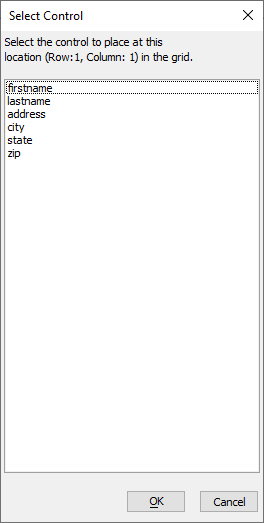 Select Control
Select the control to place at this
location (Row:1, Column: 1) in the grid.
firstname
lastname
address
city
state
zip
OK
Cancel